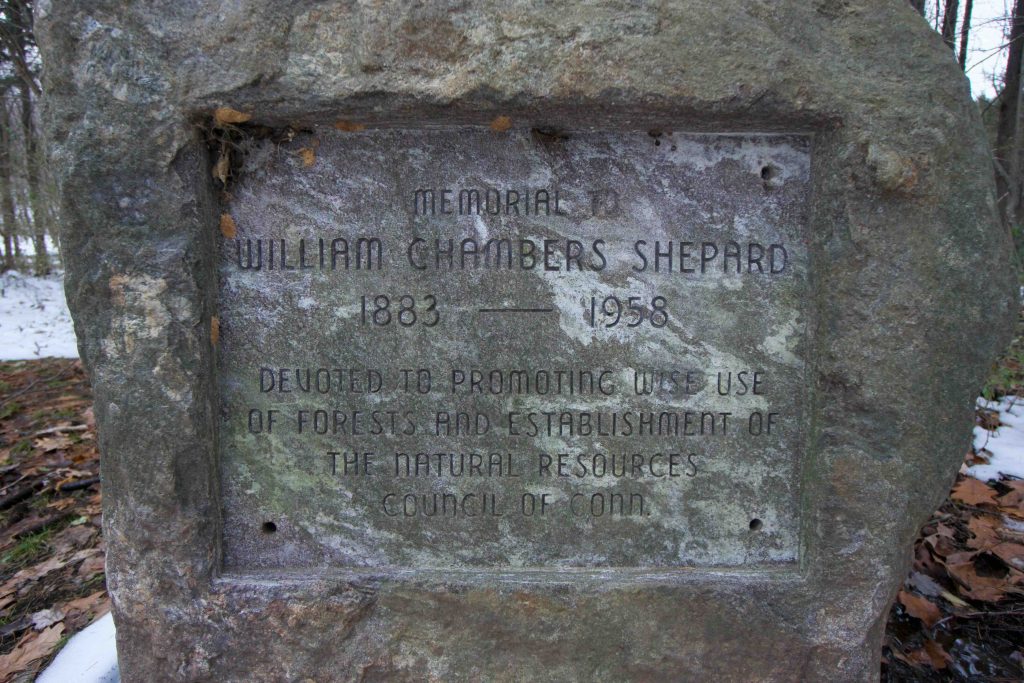 MEMORIAL TO
WILLIAM CHAMBERS SHEPARD
1883 — 1958
DEVOTED TO PROMOTING WISE USE
OF FORESTS AND ESTABLISHMENT OF
THE NATURAL RESOURCES
COUNCIL OF CONN.